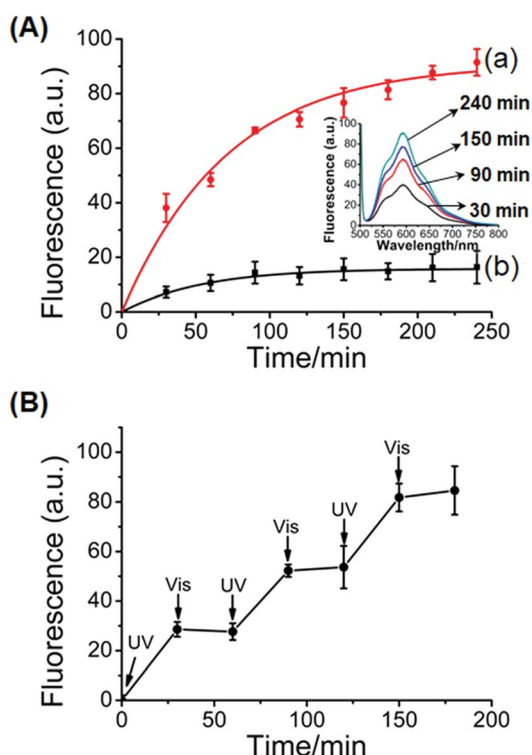 (A)
Fluorescence (a.u.)
100
80
60
40
20
0
0 50 100 150 200 250
Time/min
(a)
(b)
Fluorescence (a.u.)
100
80
60
40
20
0
500 550 600 650 700 750 800
Wavelength/nm
240 min
150 min
90 min
30 min
(B)
Fluorescence (a.u.)
100
80
60
40
20
0
0 50 100 150 200
Time/min
UV
Vis
UV
Vis
UV
Vis